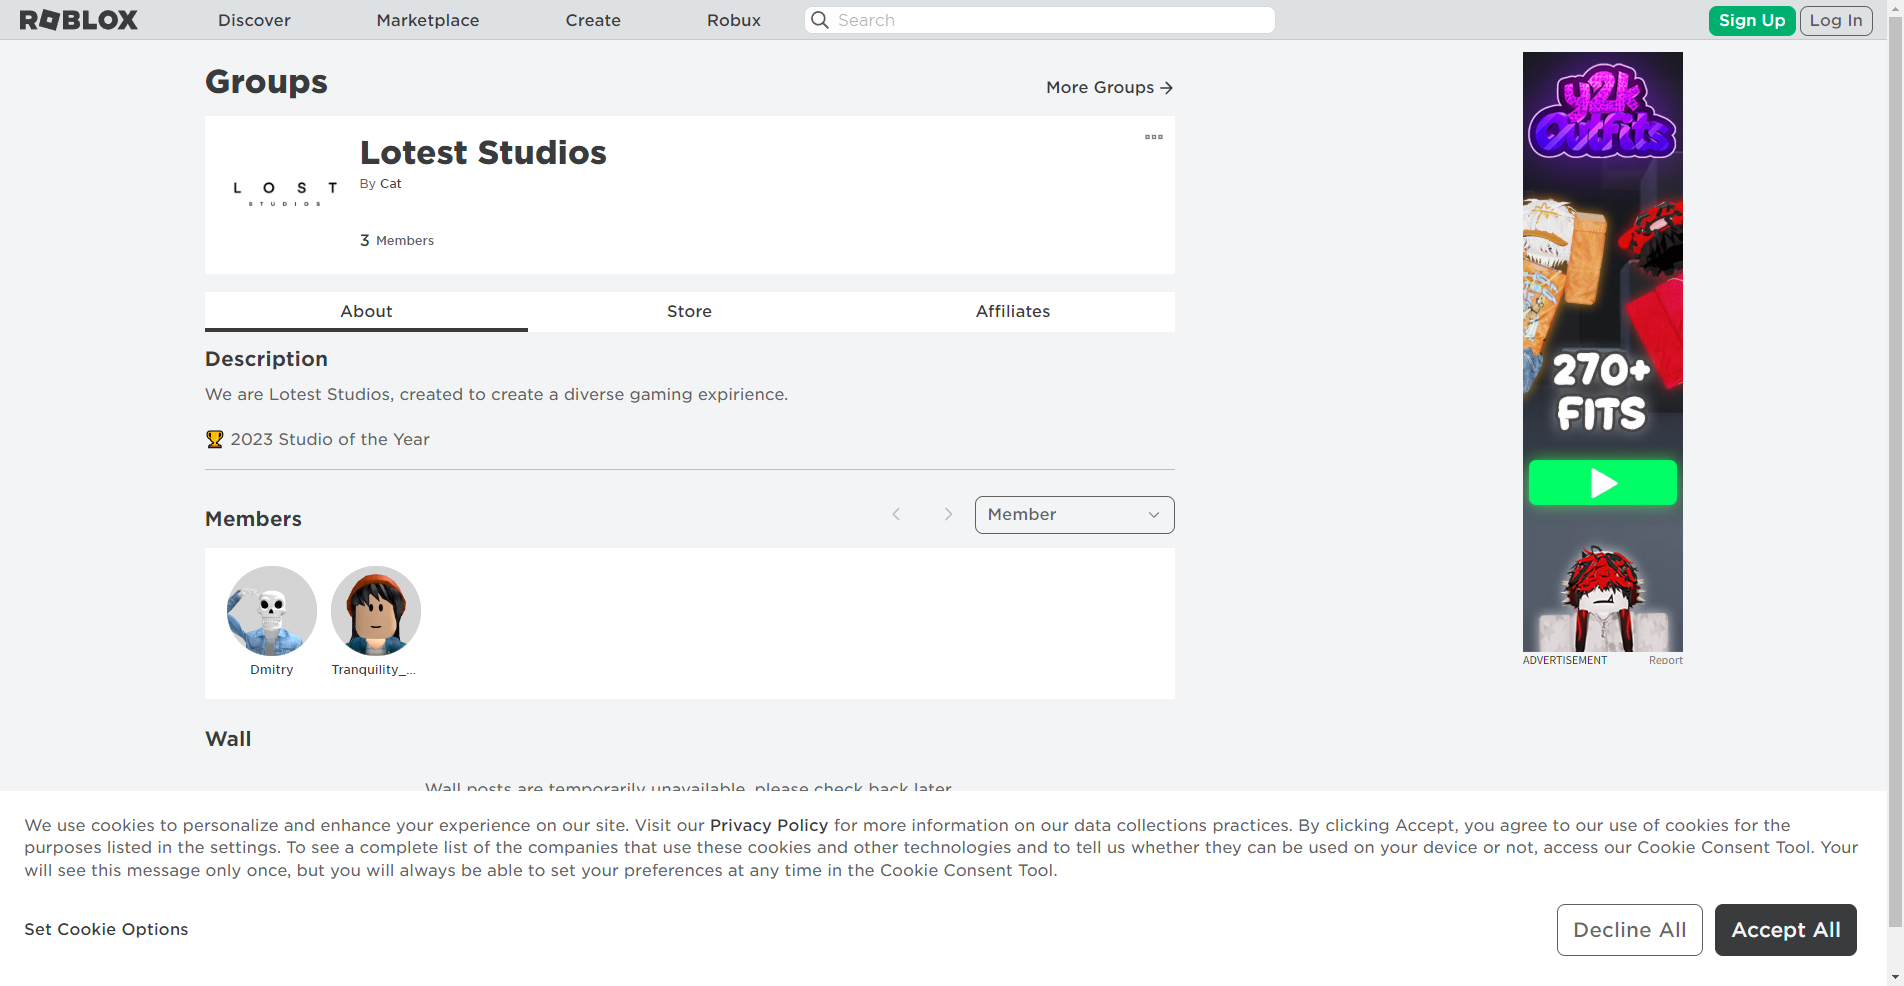 ROBLOX
Discover
Marketplace
Create
Robux
Search
Sign Up
Log In
Groups
More Groups
Lotest Studios
By Cat
LOST
STUDIOS
3 Members
About
Store
Affiliates
Description
We are Lotest Studios, created to create a diverse gaming expirience.
🏆 2023 Studio of the Year
Members
Member
Dmitry
Tranquility_...
Wall
Wall posts are temporarily unavailable, please check back later.
y2k
Outfits
270+
FITS
ADVERTISEMENT
Report
We use cookies to personalize and enhance your experience on our site. Visit our Privacy Policy for more information on our data collections practices. By clicking Accept, you agree to our use of cookies for the
purposes listed in the settings. To see a complete list of the companies that use these cookies and other technologies and to tell us whether they can be used on your device or not, access our Cookie Consent Tool. Your
will see this message only once, but you will always be able to set your preferences at any time in the Cookie Consent Tool.
Set Cookie Options
Decline All
Accept All